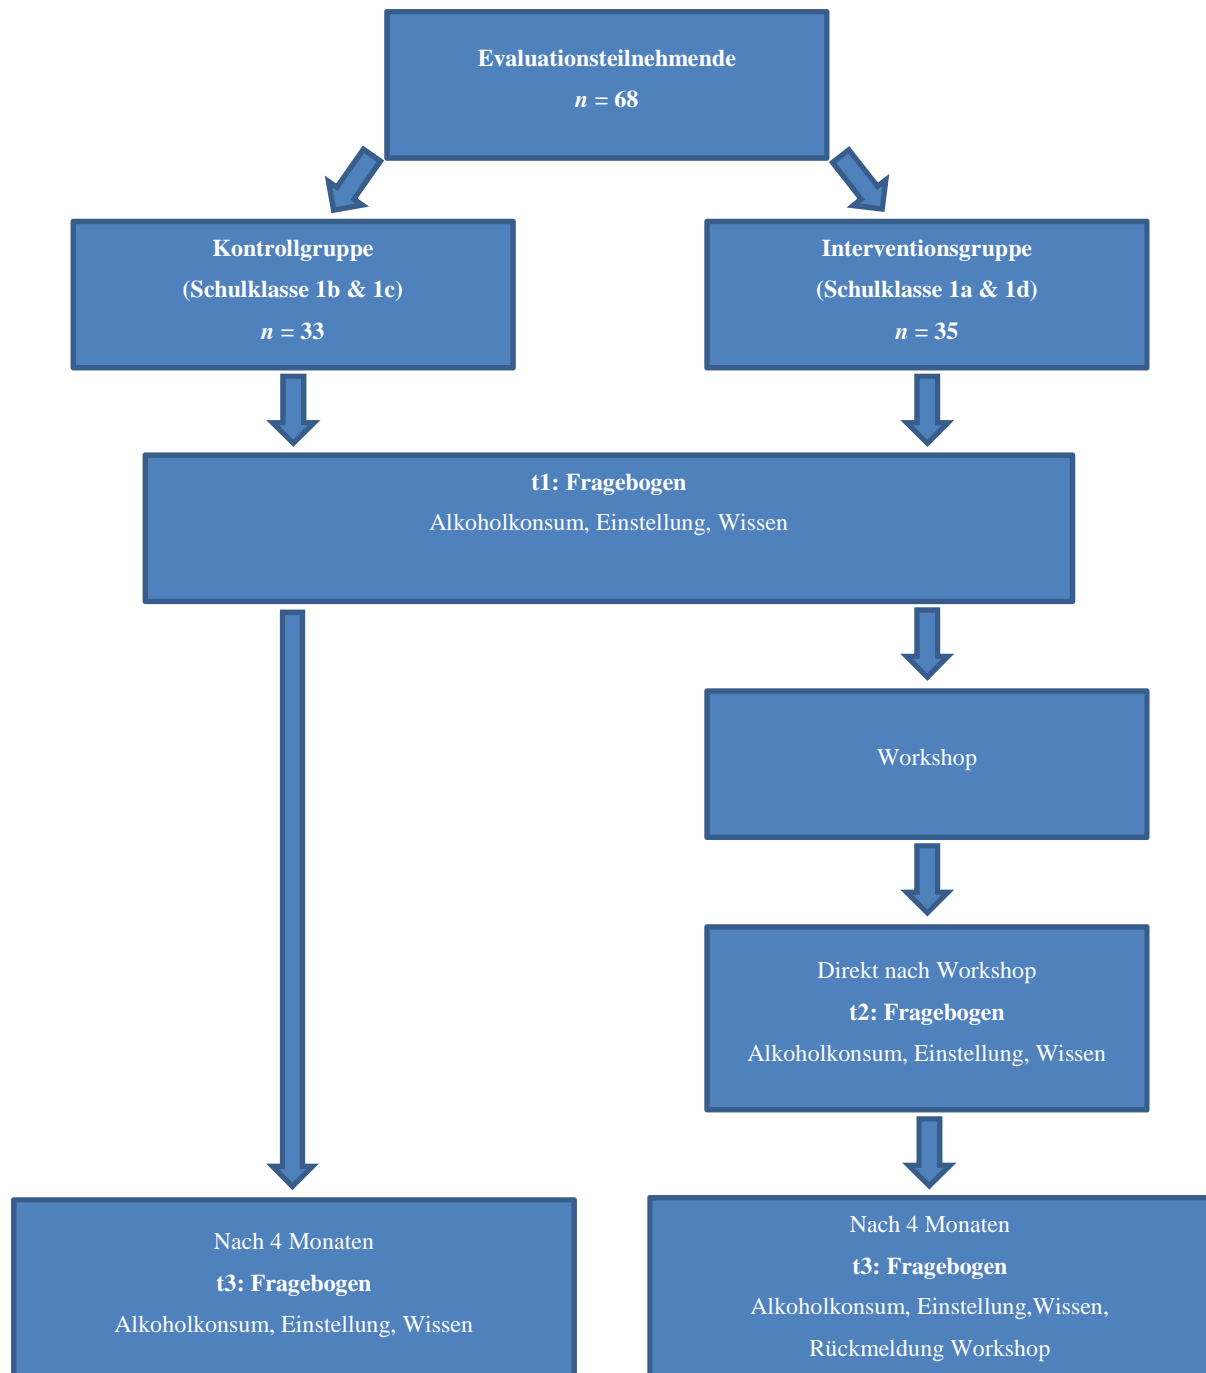 Evaluationsteilnehmende
n = 68
Kontrollgruppe
(Schulklasse 1b & 1c)
n = 33
Interventionsgruppe
(Schulklasse 1a & 1d)
n = 35
t1: Fragebogen
Alkoholkonsum, Einstellung, Wissen
Workshop
Direkt nach Workshop
t2: Fragebogen
Alkoholkonsum, Einstellung, Wissen
Nach 4 Monaten
t3: Fragebogen
Alkoholkonsum, Einstellung, Wissen
Nach 4 Monaten
t3: Fragebogen
Alkoholkonsum, Einstellung,Wissen,
Rückmeldung Workshop